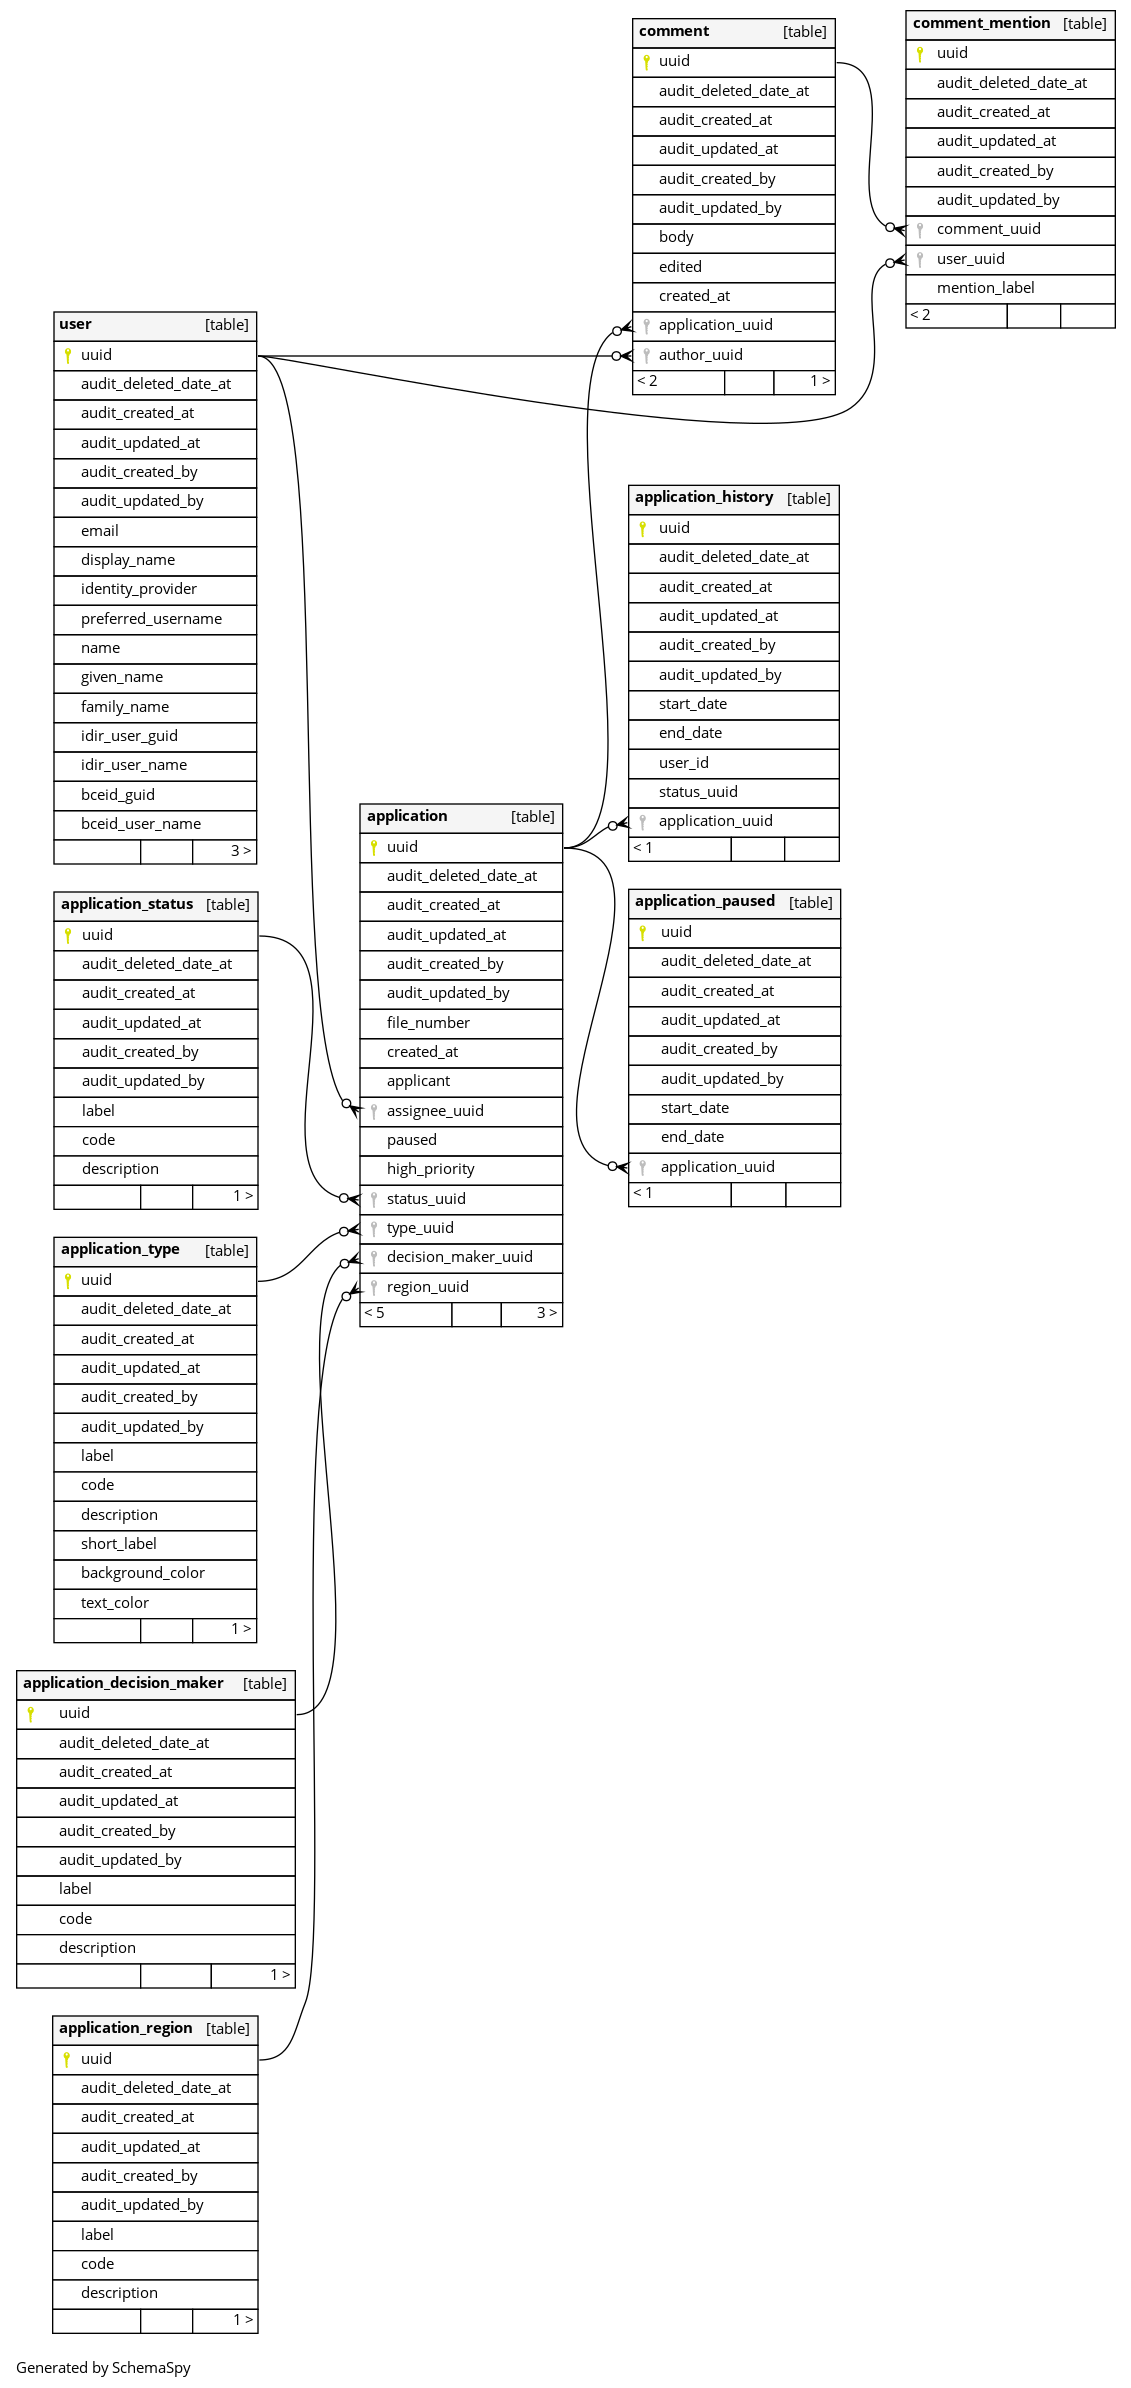 comment [table]
uuid
audit_deleted_date_at
audit_created_at
audit_updated_at
audit_created_by
audit_updated_by
body
edited
created_at
application_uuid
author_uuid
< 2 1 >
comment_mention [table]
uuid
audit_deleted_date_at
audit_created_at
audit_updated_at
audit_created_by
audit_updated_by
comment_uuid
user_uuid
mention_label
< 2
user [table]
uuid
audit_deleted_date_at
audit_created_at
audit_updated_at
audit_created_by
audit_updated_by
email
display_name
identity_provider
preferred_username
name
given_name
family_name
idir_user_guid
idir_user_name
bceid_guid
bceid_user_name
3 >
application_history [table]
uuid
audit_deleted_date_at
audit_created_at
audit_updated_at
audit_created_by
audit_updated_by
start_date
end_date
user_id
status_uuid
application_uuid
< 1
application [table]
uuid
audit_deleted_date_at
audit_created_at
audit_updated_at
audit_created_by
audit_updated_by
file_number
created_at
applicant
assignee_uuid
paused
high_priority
status_uuid
type_uuid
decision_maker_uuid
region_uuid
< 5 3 >
application_paused [table]
uuid
audit_deleted_date_at
audit_created_at
audit_updated_at
audit_created_by
audit_updated_by
start_date
end_date
application_uuid
< 1
application_status [table]
uuid
audit_deleted_date_at
audit_created_at
audit_updated_at
audit_created_by
audit_updated_by
label
code
description
1 >
application_type [table]
uuid
audit_deleted_date_at
audit_created_at
audit_updated_at
audit_created_by
audit_updated_by
label
code
description
short_label
background_color
text_color
1 >
application_decision_maker [table]
uuid
audit_deleted_date_at
audit_created_at
audit_updated_at
audit_created_by
audit_updated_by
label
code
description
1 >
application_region [table]
uuid
audit_deleted_date_at
audit_created_at
audit_updated_at
audit_created_by
audit_updated_by
label
code
description
1 >
Generated by SchemaSpy